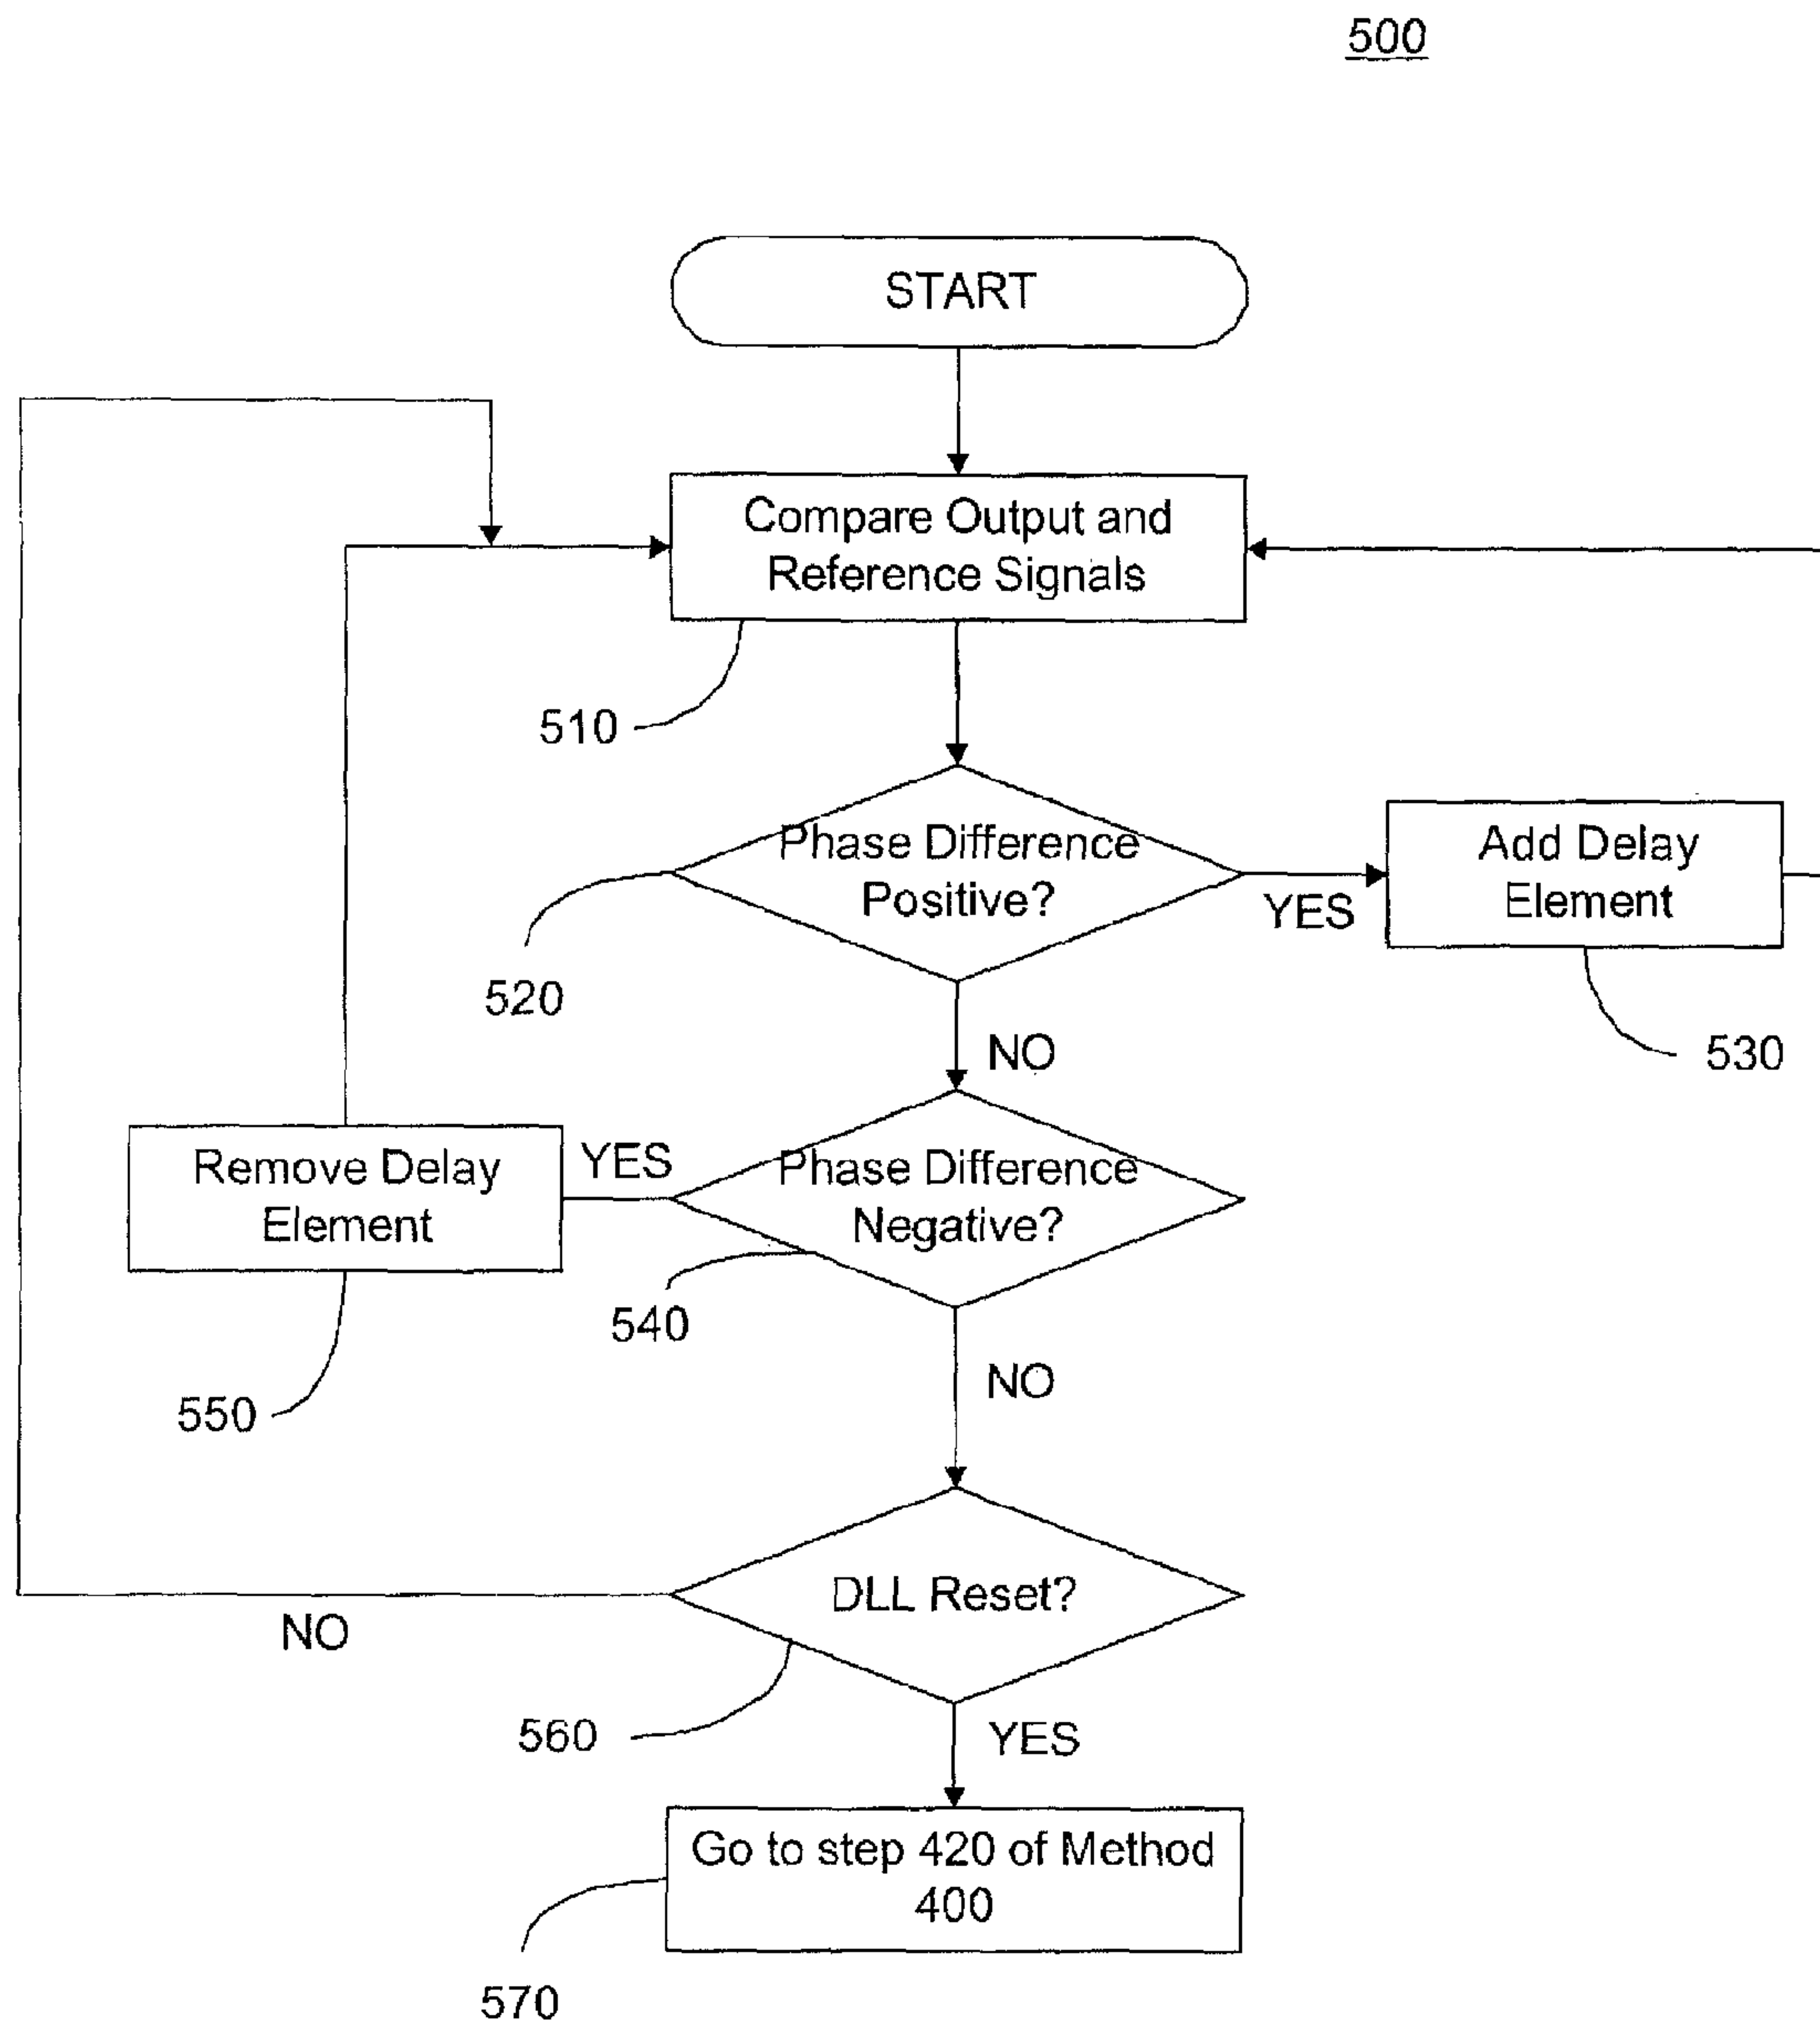 500
START
Compare Output and
Reference Signals
510
Phase Difference
Positive?
YES
Add Delay
Element
520
NO
530
Remove Delay
Element
YES
Phase Difference
Negative?
540
550
NO
DLL Reset?
NO
560
YES
Go to step 420 of Method
400
570